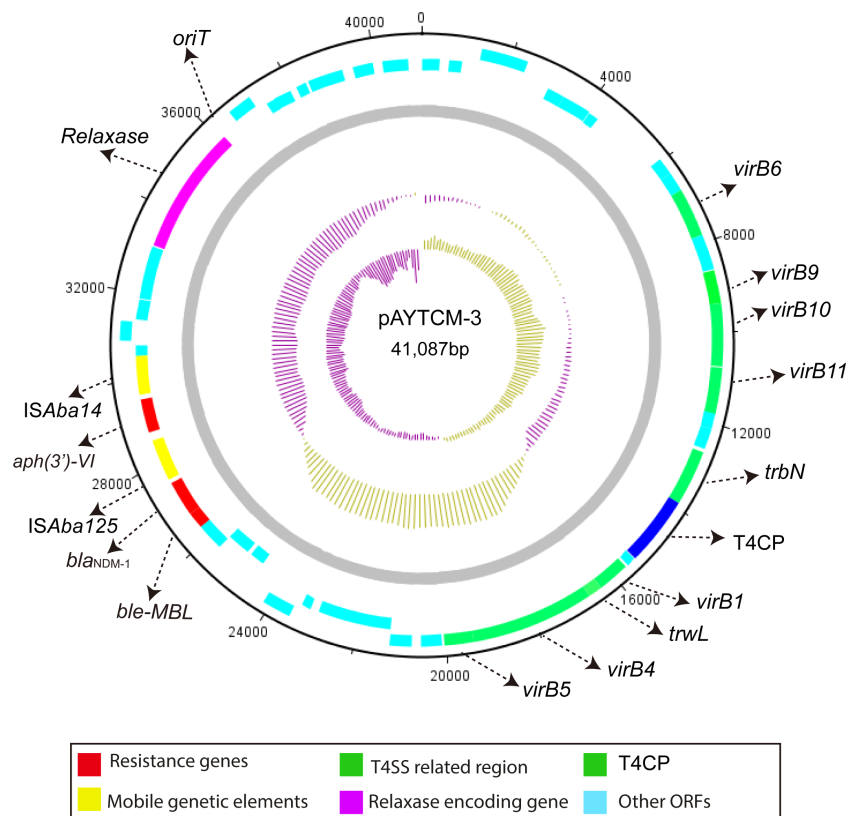 0
40000
oriT
4000
36000
Relaxase
virB6
8000
virB9
32000
virB10
pAYTCM-3
41,087bp
virB11
ISAba14
12000
aph(3’)-VI
trbN
28000
ISAba125
T4CP
blaNDM-1
16000
virB1
ble-MBL
trwL
24000
virB4
20000
virB5
Resistance genes
T4SS related region
T4CP
Mobile genetic elements
Relaxase encoding gene
Other ORFs